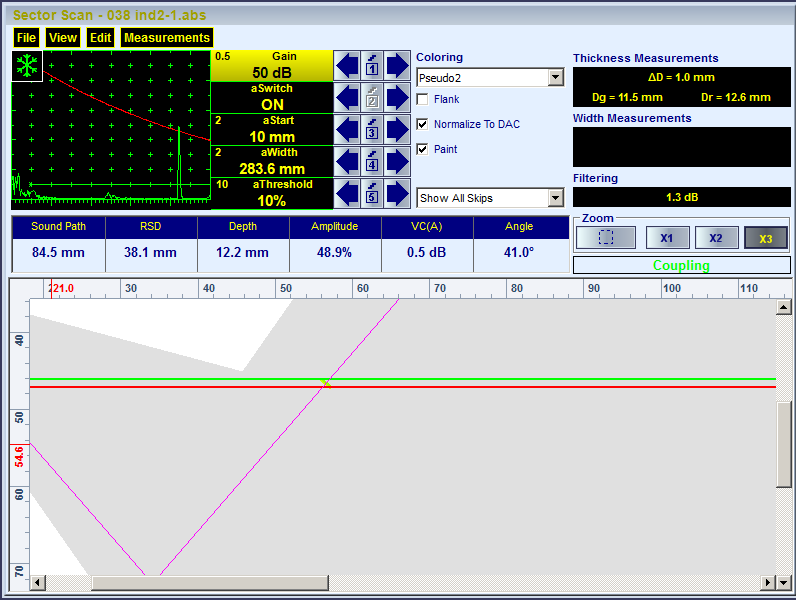 Sector Scan - 038 ind2-1.abs
File View Edit Measurements
0.5 Gain
50 dB
1
aSwitch
ON
2
2 aStart
10 mm
3
2 aWidth
283.6 mm
4
10 aThreshold
10%
5
Coloring
Pseudo2
Flank
Normalize To DAC
Paint
Show All Skips
Thickness Measurements
ΔD = 1.0 mm
Dg = 11.5 mm Dr = 12.6 mm
Width Measurements
Filtering
1.3 dB
Zoom
X1 X2 X3
Coupling
Sound Path RSD Depth Amplitude VC(A) Angle
84.5 mm 38.1 mm 12.2 mm 48.9% 0.5 dB 41.0°
21.0 30 40 50 60 70 80 90 100 110
40
50
54.6
60
70